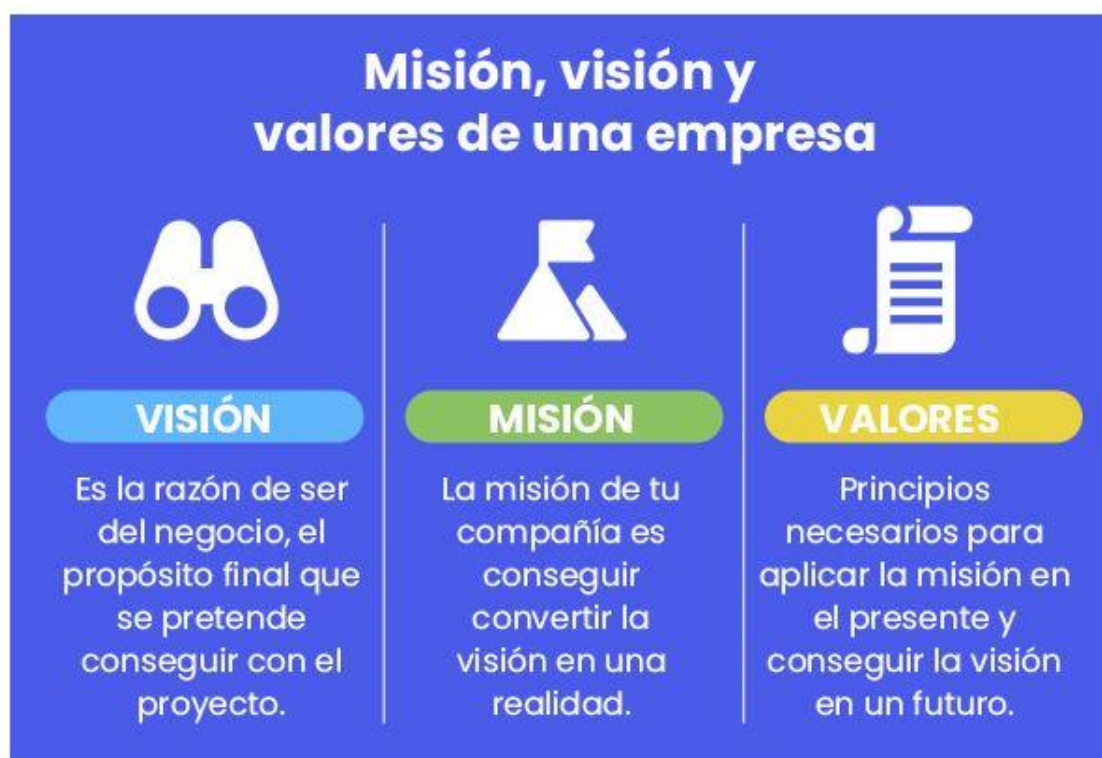 Misión, visión y
valores de una empresa
VISIÓN
Es la razón de ser
del negocio, el
propósito final que
se pretende
conseguir con el
proyecto.
MISIÓN
La misión de tu
compañía es
conseguir
convertir la
visión en una
realidad.
VALORES
Principios
necesarios para
aplicar la misión en
el presente y
conseguir la visión
en un futuro.